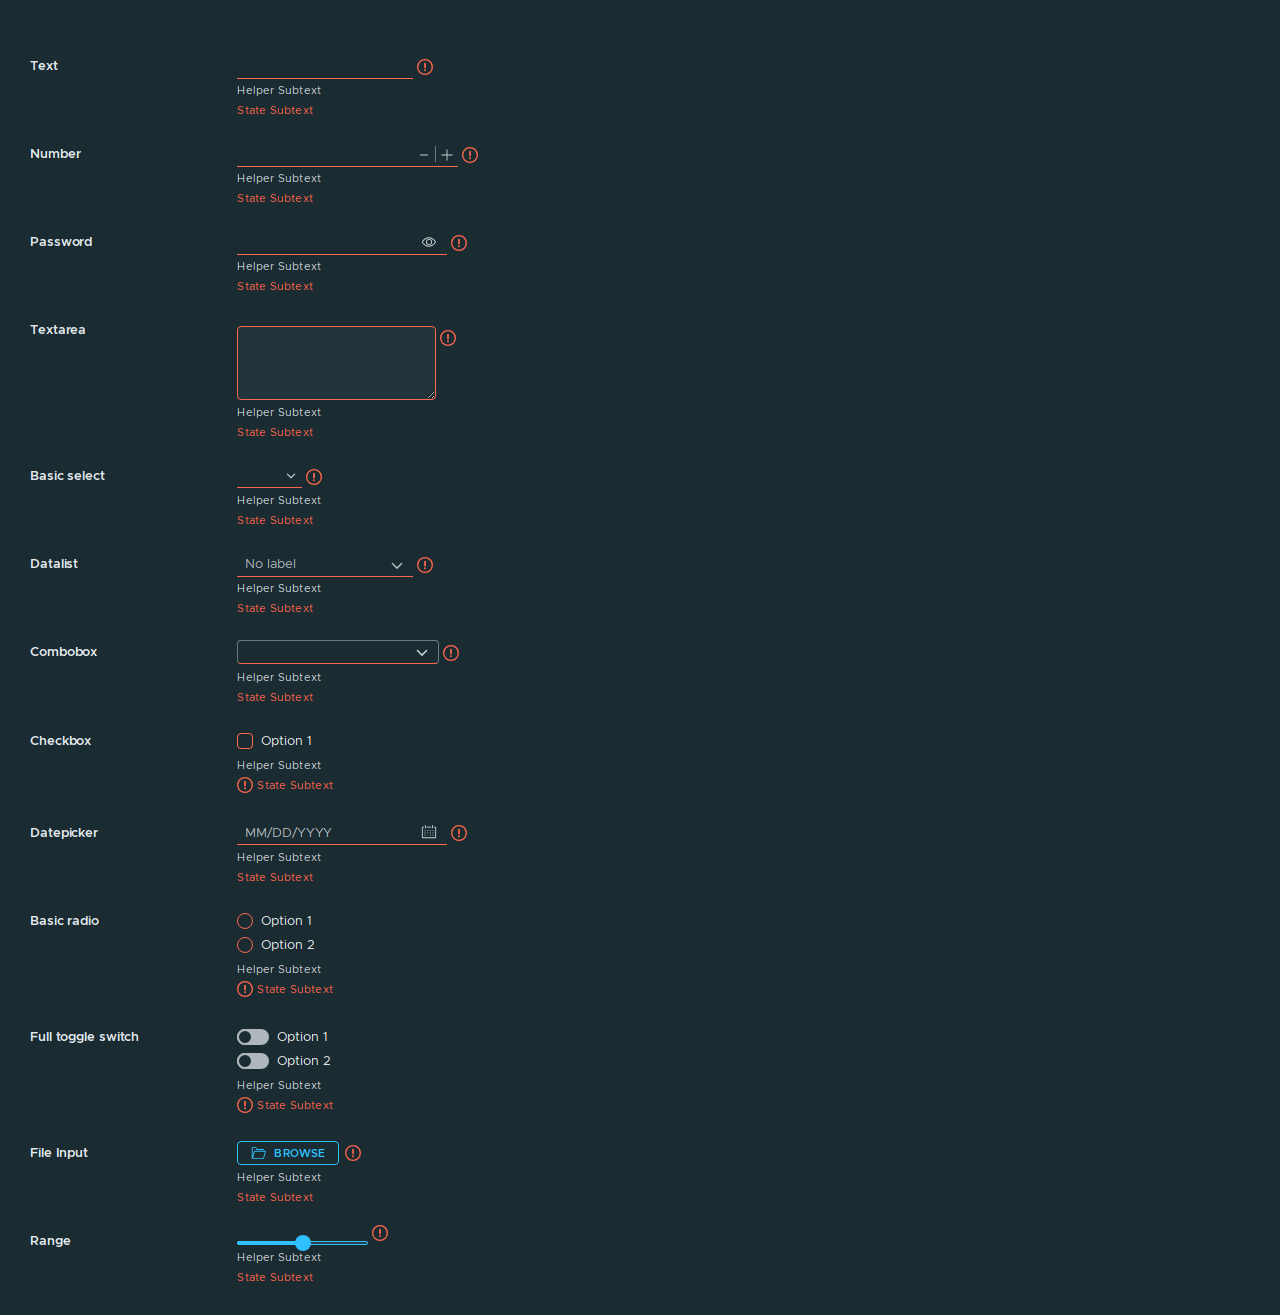 Text
Helper Subtext
State Subtext
Number
Helper Subtext
State Subtext
Password
Helper Subtext
State Subtext
Textarea
Helper Subtext
State Subtext
Basic select
Helper Subtext
State Subtext
Datalist No label
Helper Subtext
State Subtext
Combobox
Helper Subtext
State Subtext
Checkbox Option 1
Helper Subtext
State Subtext
Datepicker MM/DD/YYYY
Helper Subtext
State Subtext
Basic radio Option 1
Option 2
Helper Subtext
State Subtext
Full toggle switch Option 1
Option 2
Helper Subtext
State Subtext
File Input BROWSE
Helper Subtext
State Subtext
Range
Helper Subtext
State Subtext